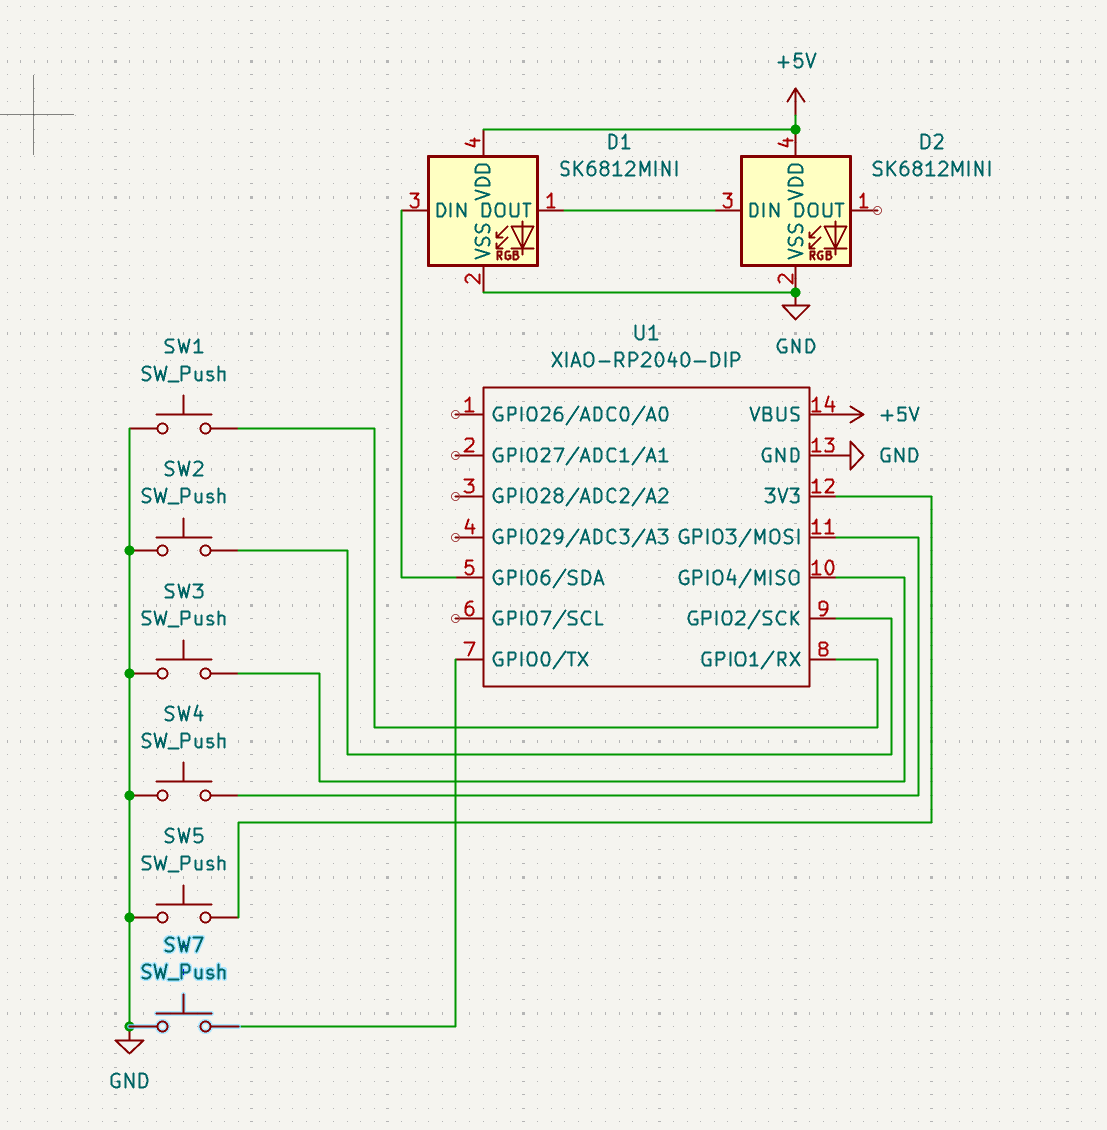 +5V
D1
SK6812MINI
D2
SK6812MINI
4
VDD
3
DIN
DOUT
1
VSS
RGB
2
4
VDD
3
DIN
DOUT
1
VSS
RGB
2
GND
U1
XIAO-RP2040-DIP
1
GPIO26/ADC0/A0
VBUS
14
+5V
2
GPIO27/ADC1/A1
GND
13
GND
3
GPIO28/ADC2/A2
3V3
12
4
GPIO29/ADC3/A3
GPIO3/MOSI
11
5
GPIO6/SDA
GPIO4/MISO
10
6
GPIO7/SCL
GPIO2/SCK
9
7
GPIO0/TX
GPIO1/RX
8
SW1
SW_Push
SW2
SW_Push
SW3
SW_Push
SW4
SW_Push
SW5
SW_Push
SW7
SW_Push
GND